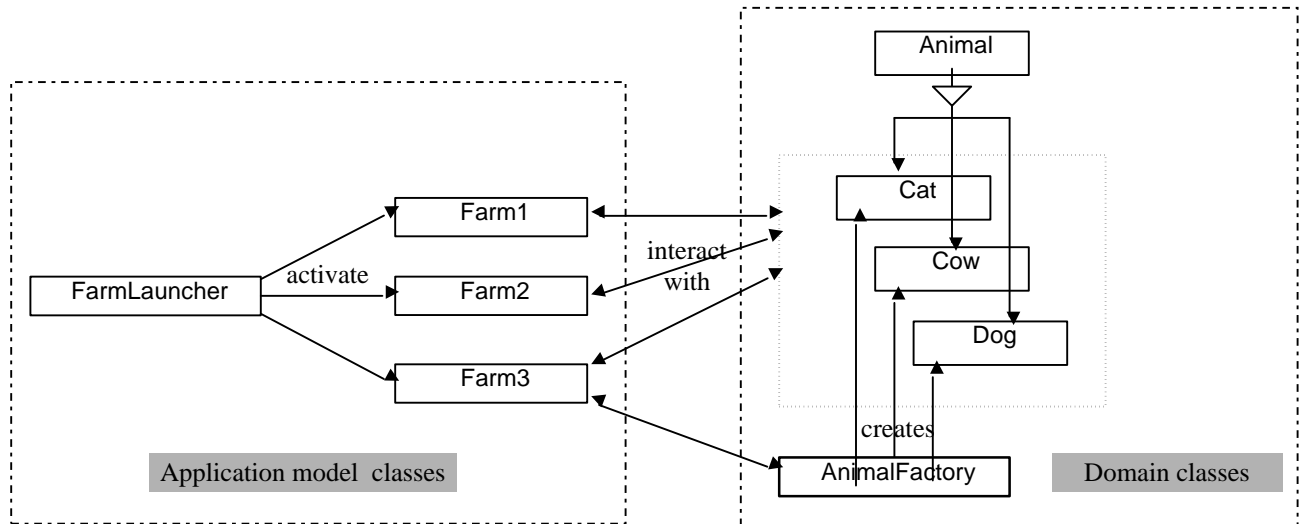 Animal
Cat
Farm1
interact
with
Cow
activate
FarmLauncher
Farm2
Dog
Farm3
creates
Application model classes
AnimalFactory
Domain classes